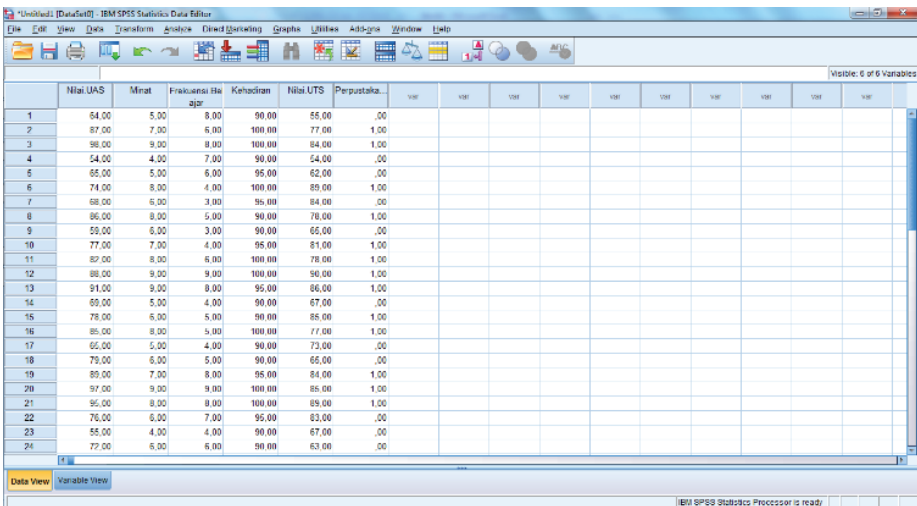 *Untitled1 [DataSet0] - IBM SPSS Statistics Data Editor
File Edit View Data Transform Analyze Direct Marketing Graphs Utilities Add-ons Window Help
Visible: 6 of 6 Variables
Nilai.UAS Minat Frekuensi.Be Kehadiran Nilai.UTS Perpustaka... var var var var var var var var var
ajar
1 64,00 5,00 8,00 90,00 55,00 ,00
2 87,00 7,00 6,00 100,00 77,00 1,00
3 98,00 9,00 8,00 100,00 84,00 1,00
4 54,00 4,00 7,00 90,00 54,00 ,00
5 65,00 5,00 6,00 95,00 62,00 ,00
6 74,00 8,00 4,00 100,00 89,00 1,00
7 68,00 6,00 3,00 95,00 84,00 ,00
8 86,00 8,00 5,00 90,00 78,00 1,00
9 59,00 6,00 3,00 90,00 65,00 ,00
10 77,00 7,00 4,00 95,00 81,00 1,00
11 82,00 8,00 6,00 100,00 78,00 1,00
12 88,00 9,00 9,00 100,00 90,00 1,00
13 91,00 9,00 8,00 95,00 86,00 1,00
14 69,00 5,00 4,00 90,00 67,00 ,00
15 78,00 6,00 5,00 90,00 85,00 1,00
16 85,00 8,00 5,00 100,00 77,00 1,00
17 65,00 5,00 4,00 90,00 73,00 ,00
18 79,00 6,00 5,00 90,00 65,00 ,00
19 89,00 7,00 8,00 95,00 84,00 1,00
20 97,00 9,00 9,00 100,00 85,00 1,00
21 95,00 8,00 8,00 100,00 89,00 1,00
22 76,00 6,00 7,00 95,00 83,00 ,00
23 55,00 4,00 4,00 90,00 67,00 ,00
24 72,00 6,00 6,00 90,00 63,00 ,00
Data View Variable View
IBM SPSS Statistics Processor is ready